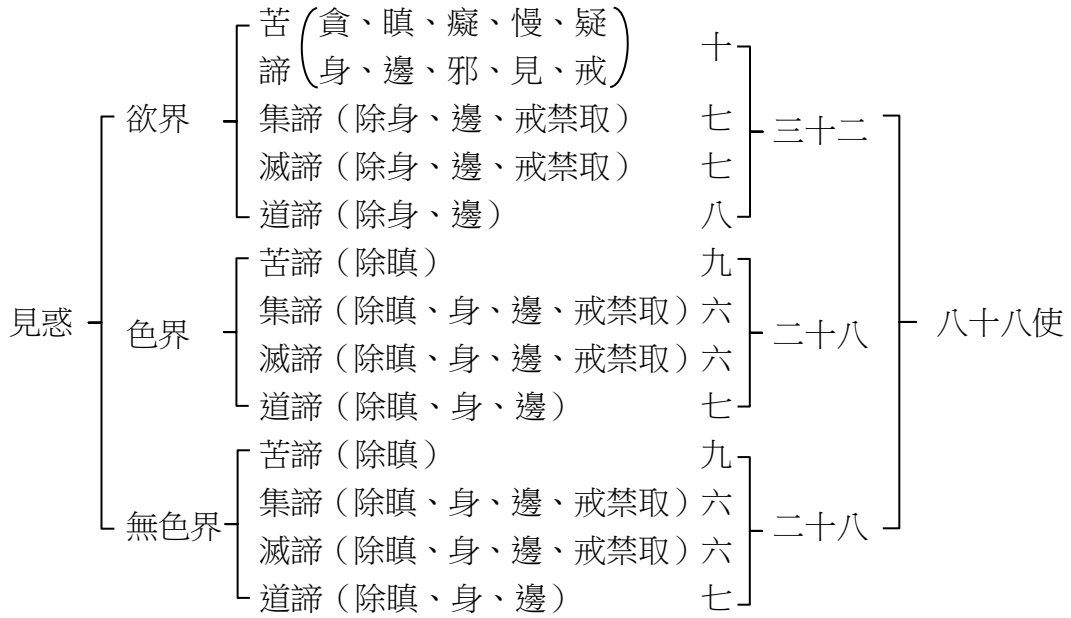 苦（貪、瞋、癡、慢、疑
諦 身、邊、邪、見、戒） 十
欲界 集諦（除身、邊、戒禁取） 七 三十二
滅諦（除身、邊、戒禁取） 七
道諦（除身、邊） 八
苦諦（除瞋） 九
見惑 色界 集諦（除瞋、身、邊、戒禁取）六 二十八 八十八使
滅諦（除瞋、身、邊、戒禁取）六
道諦（除瞋、身、邊） 七
苦諦（除瞋） 九
無色界 集諦（除瞋、身、邊、戒禁取）六 二十八
滅諦（除瞋、身、邊、戒禁取）六
道諦（除瞋、身、邊） 七